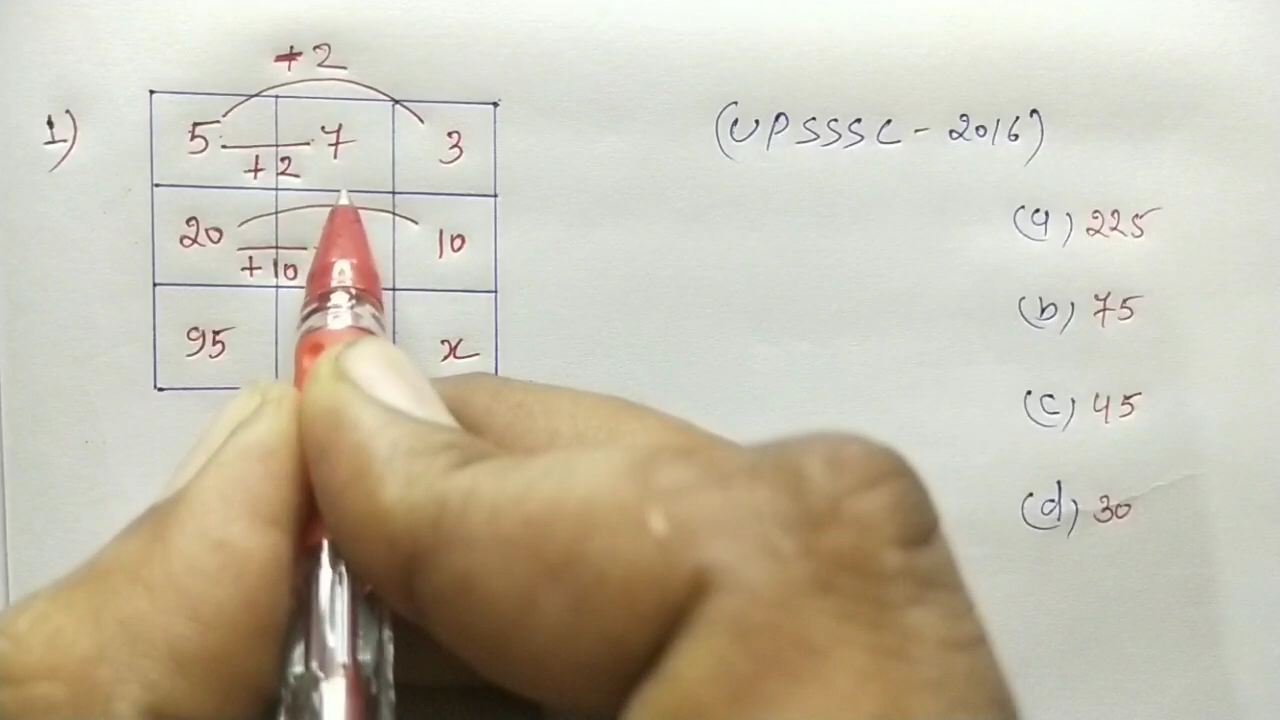 +2
1) 5 7 3 (UPSSSC-2016)
+2
(a) 225
20 10
+10
(b) 75
95 x
(c) 45
(d) 30